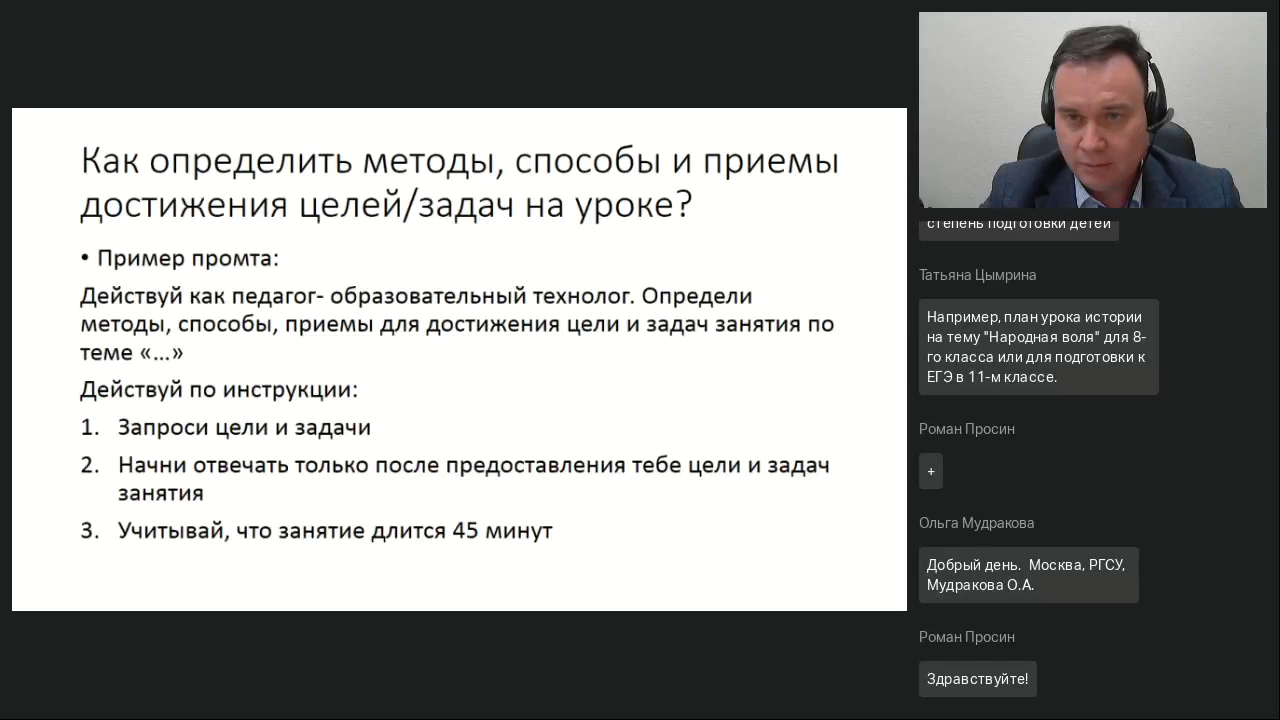 Как определить методы, способы и приемы
достижения целей/задач на уроке?
• Пример промта:
Действуй как педагог- образовательный технолог. Определи
методы, способы, приемы для достижения цели и задач занятия по
теме «…»
Действуй по инструкции:
1. Запроси цели и задачи
2. Начни отвечать только после предоставления тебе цели и задач
занятия
3. Учитывай, что занятие длится 45 минут
степень подготовки детей
Татьяна Цымрина
Например, план урока истории
на тему "Народная воля" для 8-
го класса или для подготовки к
ЕГЭ в 11-м классе.
Роман Просин
+
Ольга Мудракова
Добрый день. Москва, РГСУ,
Мудракова О.А.
Роман Просин
Здравствуйте!